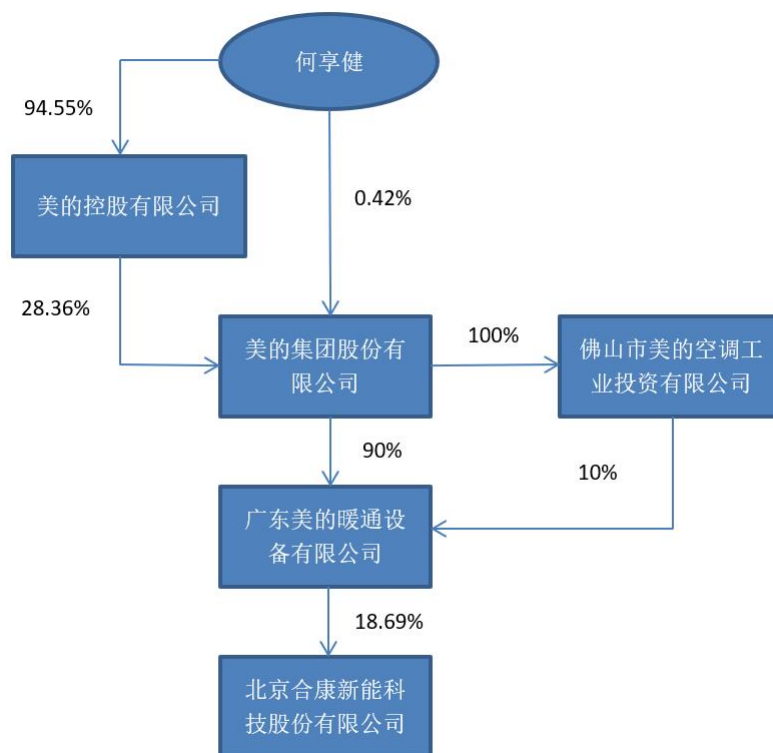 何享健
94.55%
美的控股有限公司
0.42%
28.36%
美的集团股份有
限公司
100%
佛山市美的空调工
业投资有限公司
90%
10%
广东美的暖通设
备有限公司
18.69%
北京合康新能科
技股份有限公司